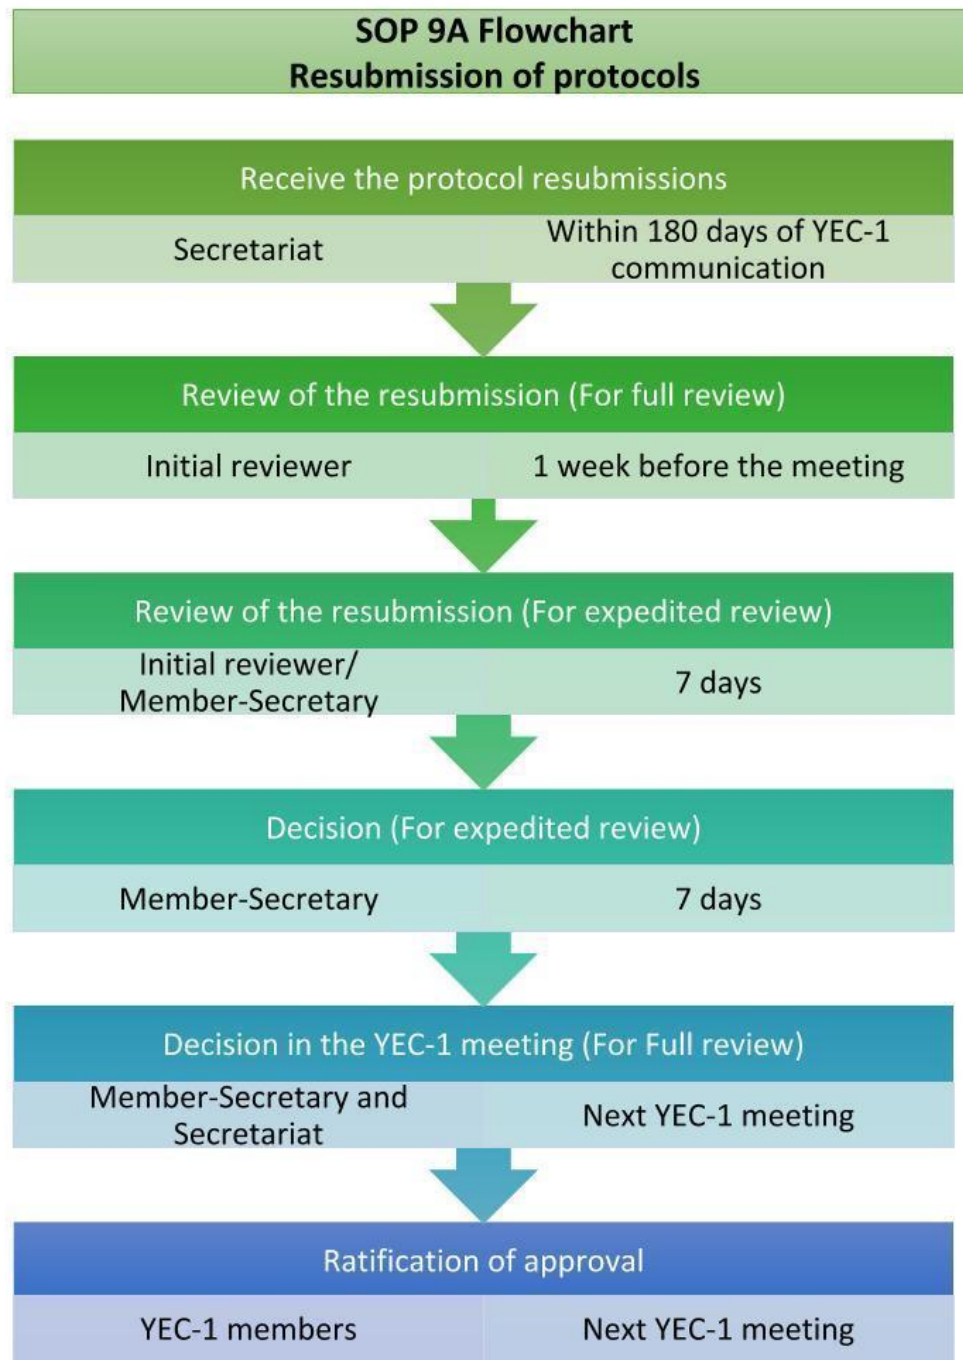 SOP 9A Flowchart
Resubmission of protocols
Receive the protocol resubmissions
Secretariat
Within 180 days of YEC-1
communication
Review of the resubmission (For full review)
Initial reviewer
1 week before the meeting
Review of the resubmission (For expedited review)
Initial reviewer/
Member-Secretary
7 days
Decision (For expedited review)
Member-Secretary
7 days
Decision in the YEC-1 meeting (For Full review)
Member-Secretary and
Secretariat
Next YEC-1 meeting
Ratification of approval
YEC-1 members
Next YEC-1 meeting